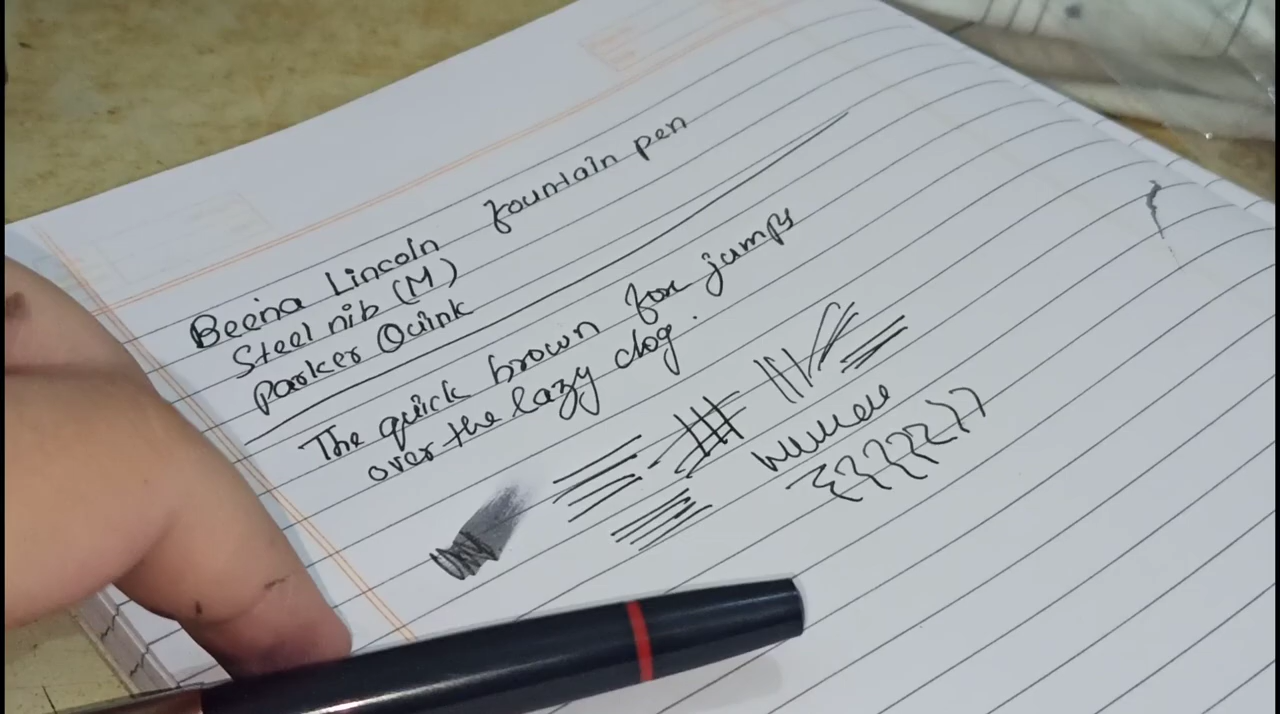 Beena Lincoln fountain pen
Steel nib (M)
Parker Quink
The quick brown fox jumps
over the lazy dog.